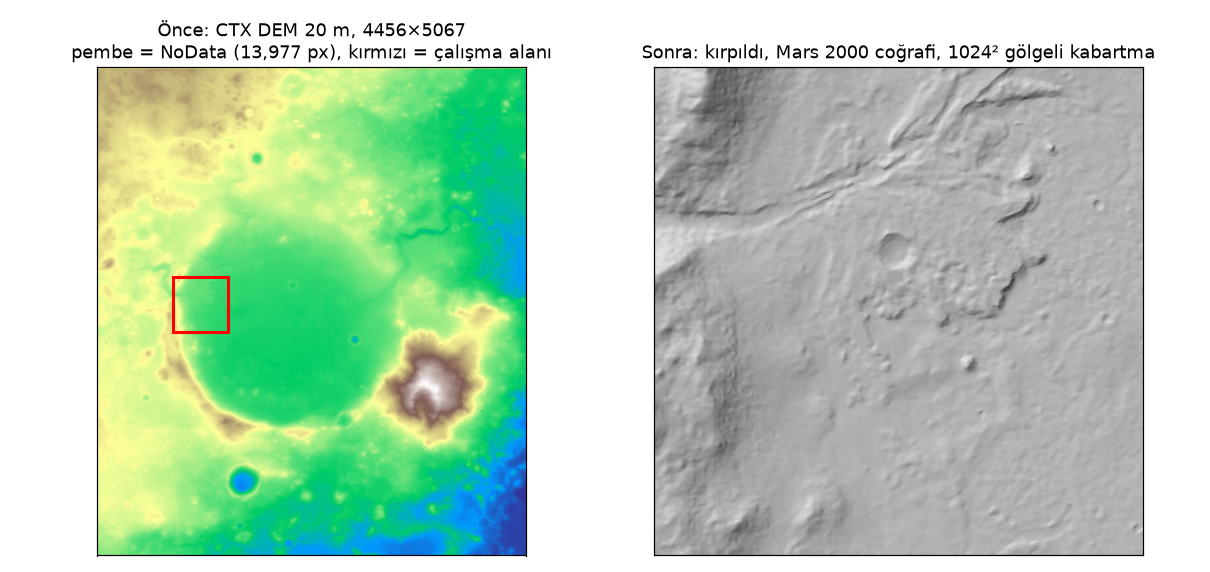 Önce: CTX DEM 20 m, 4456×5067
pembe = NoData (13,977 px), kırmızı = çalışma alanı
Sonra: kırpıldı, Mars 2000 coğrafi, 1024² gölgeli kabartma